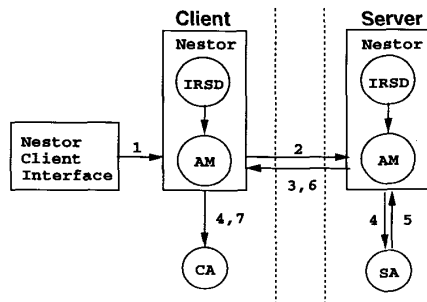 Client
Server
Nestor
Nestor
IRSD
IRSD
Nestor
Client
Interface
1
AM
2
AM
3,6
4,7
4
5
CA
SA